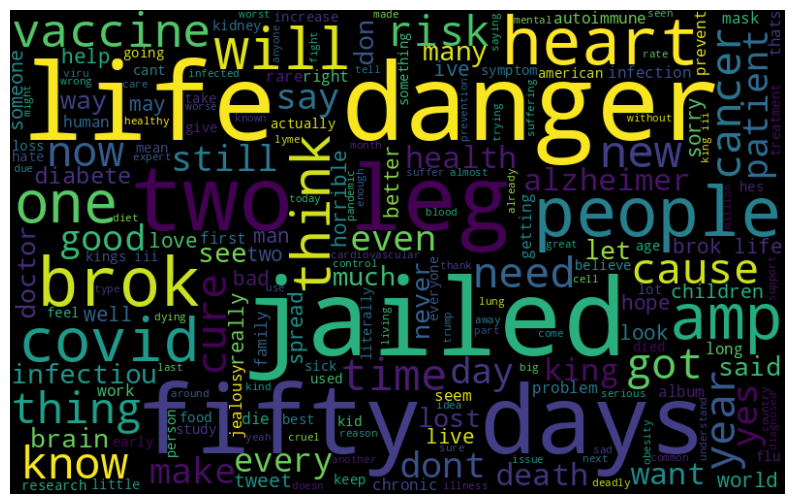 worst made kidney increase anyone saying mental seen autoimmune mask thats
vaccine will don risk many heart prevent
someone help going cant fight something ive symptom american infection cancer patient
might viru wrong infected care tell rare right rate
life danger
way may human take worse give known actually say prevention trying suffering without sorry king iii treatment
loss hate due healthy mean expert lyme
now still think horrible month pandemic better health new
diabete suffer almost already alzheimer hes
one two leg people
diet today enough blood getting
doctor kings iii good love first see two man even cardiovascular let age brok life
feel type control thank great believe million
brok cure bad much never everyone need cause
well use spread literally lung cell lot children support
covid dying really family living trump away part come hope look died country diagnosed
jailed amp
infectiou last sick used time day king got said
thing work around food kind jealousy die best kid seem big problem album long year yes
fifty days
person study idea serious understand
brain early yeah cruel reason lost live issue obesity sad common flu
know make every tweet another keep sure dont chronic death next want world
research little doesn illness deadly